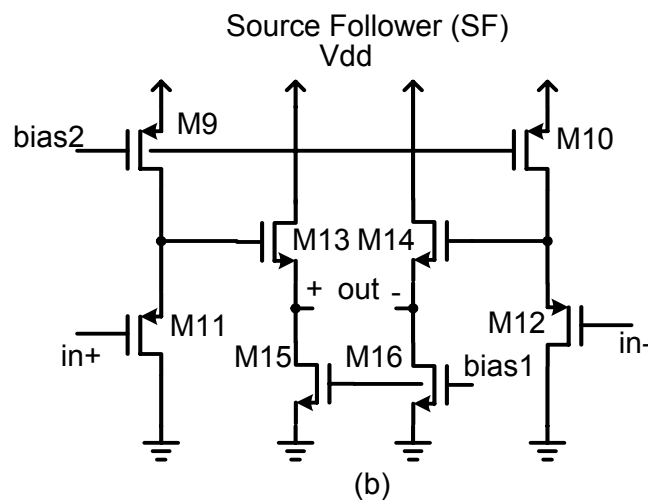 Source Follower (SF)
Vdd
bias2
M9
M10
M13
M14
+ out -
M11
M12
in+
in-
M15
M16
bias1
(b)